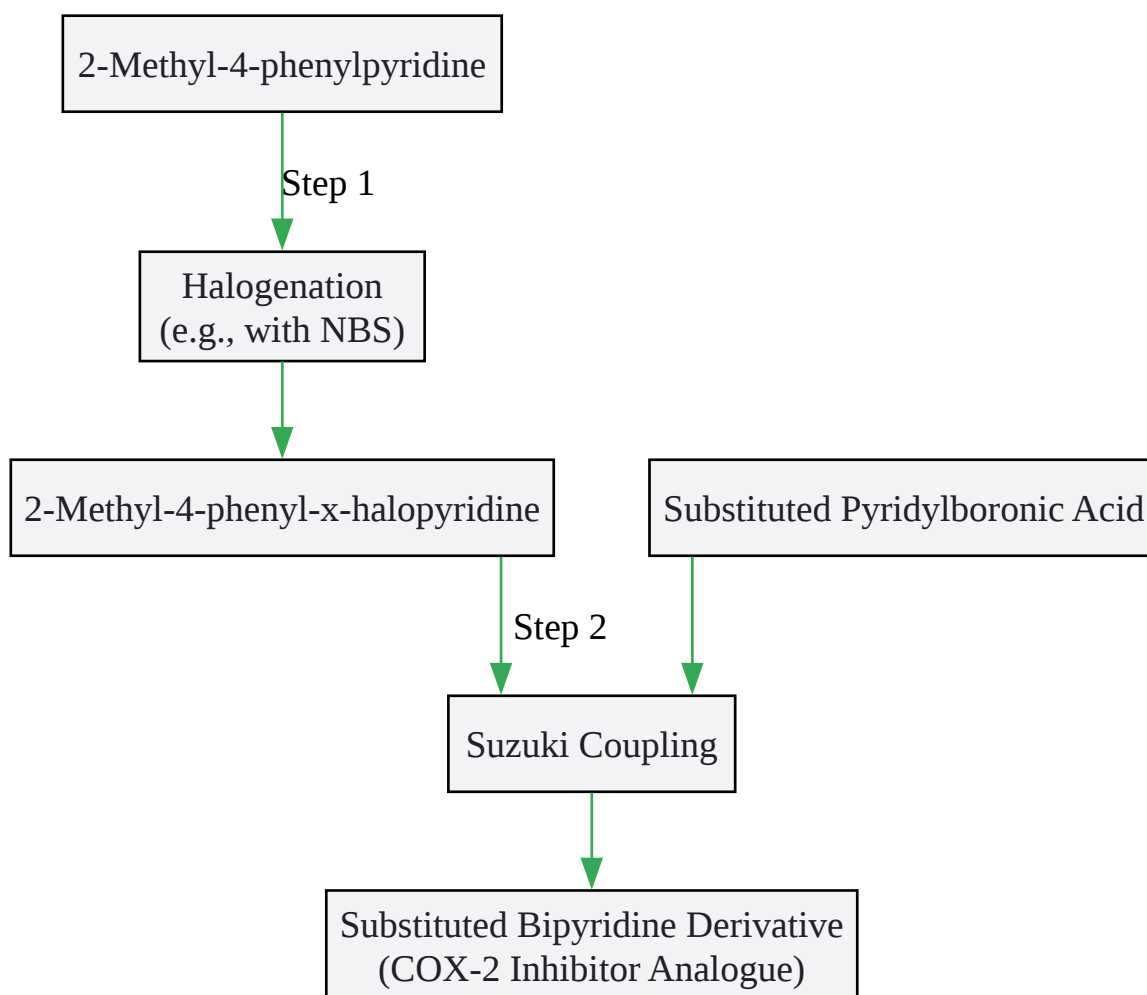 2-Methyl-4-phenylpyridine
Step 1
Halogenation
(e.g., with NBS)
2-Methyl-4-phenyl-x-halopyridine
Substituted Pyridylboronic Acid
Step 2
Suzuki Coupling
Substituted Bipyridine Derivative
(COX-2 Inhibitor Analogue)